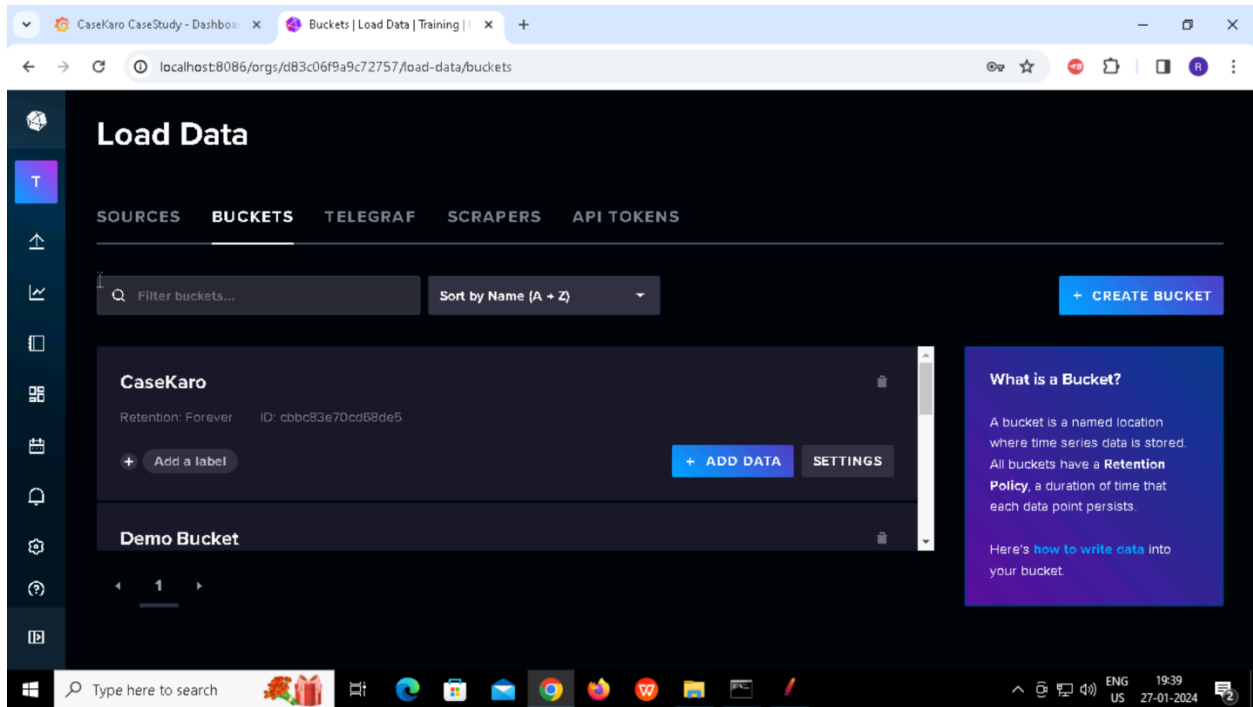 CaseKaro CaseStudy - Dashboar
Buckets | Load Data | Training | I
localhost:8086/orgs/d83c06f9a9c72757/load-data/buckets
R
Load Data
T
SOURCES BUCKETS TELEGRAF SCRAPERS API TOKENS
Filter buckets...
Sort by Name (A → Z)
+ CREATE BUCKET
CaseKaro
Retention: Forever ID: cbbc83e70cd68de5
+ Add a label
+ ADD DATA
SETTINGS
Demo Bucket
1
What is a Bucket?
A bucket is a named location
where time series data is stored.
All buckets have a Retention
Policy, a duration of time that
each data point persists.
Here's how to write data into
your bucket.
Type here to search
ENG
US
19:39
27-01-2024
2